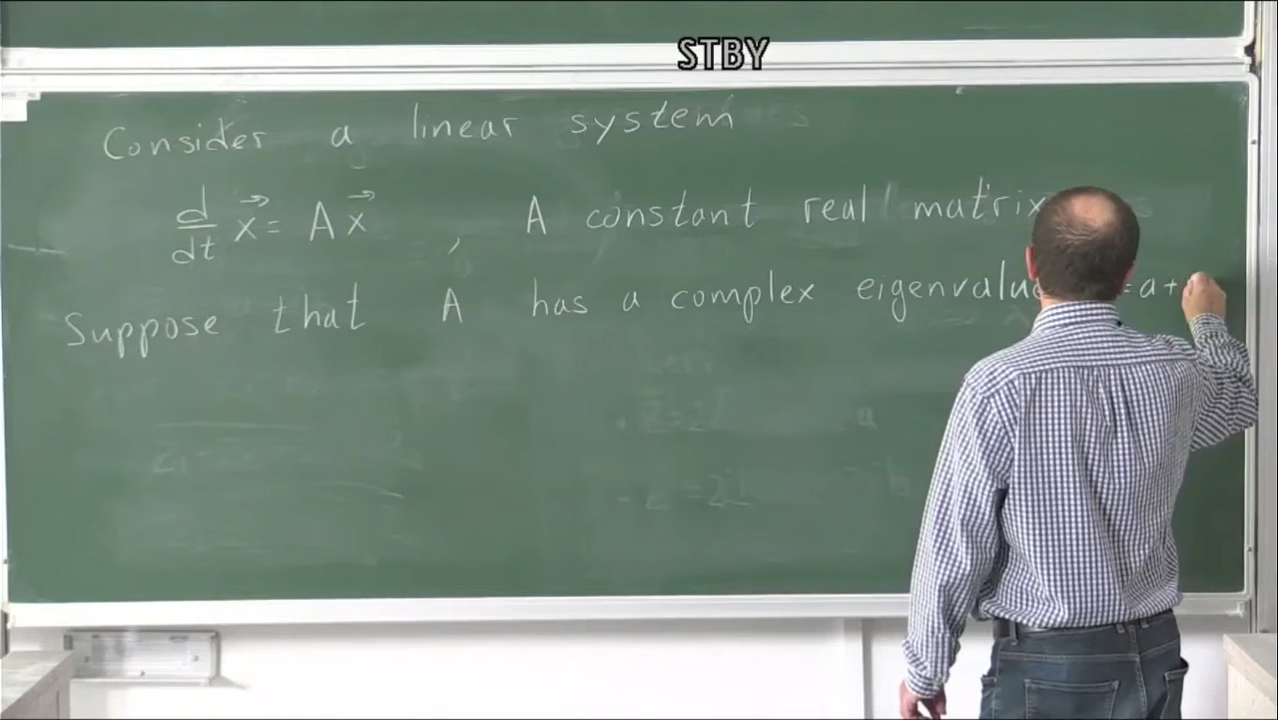 STBY
Consider a linear system
d/dt x⃗ = A x⃗ , A constant real matrix
Suppose that A has a complex eigenvalue = a +